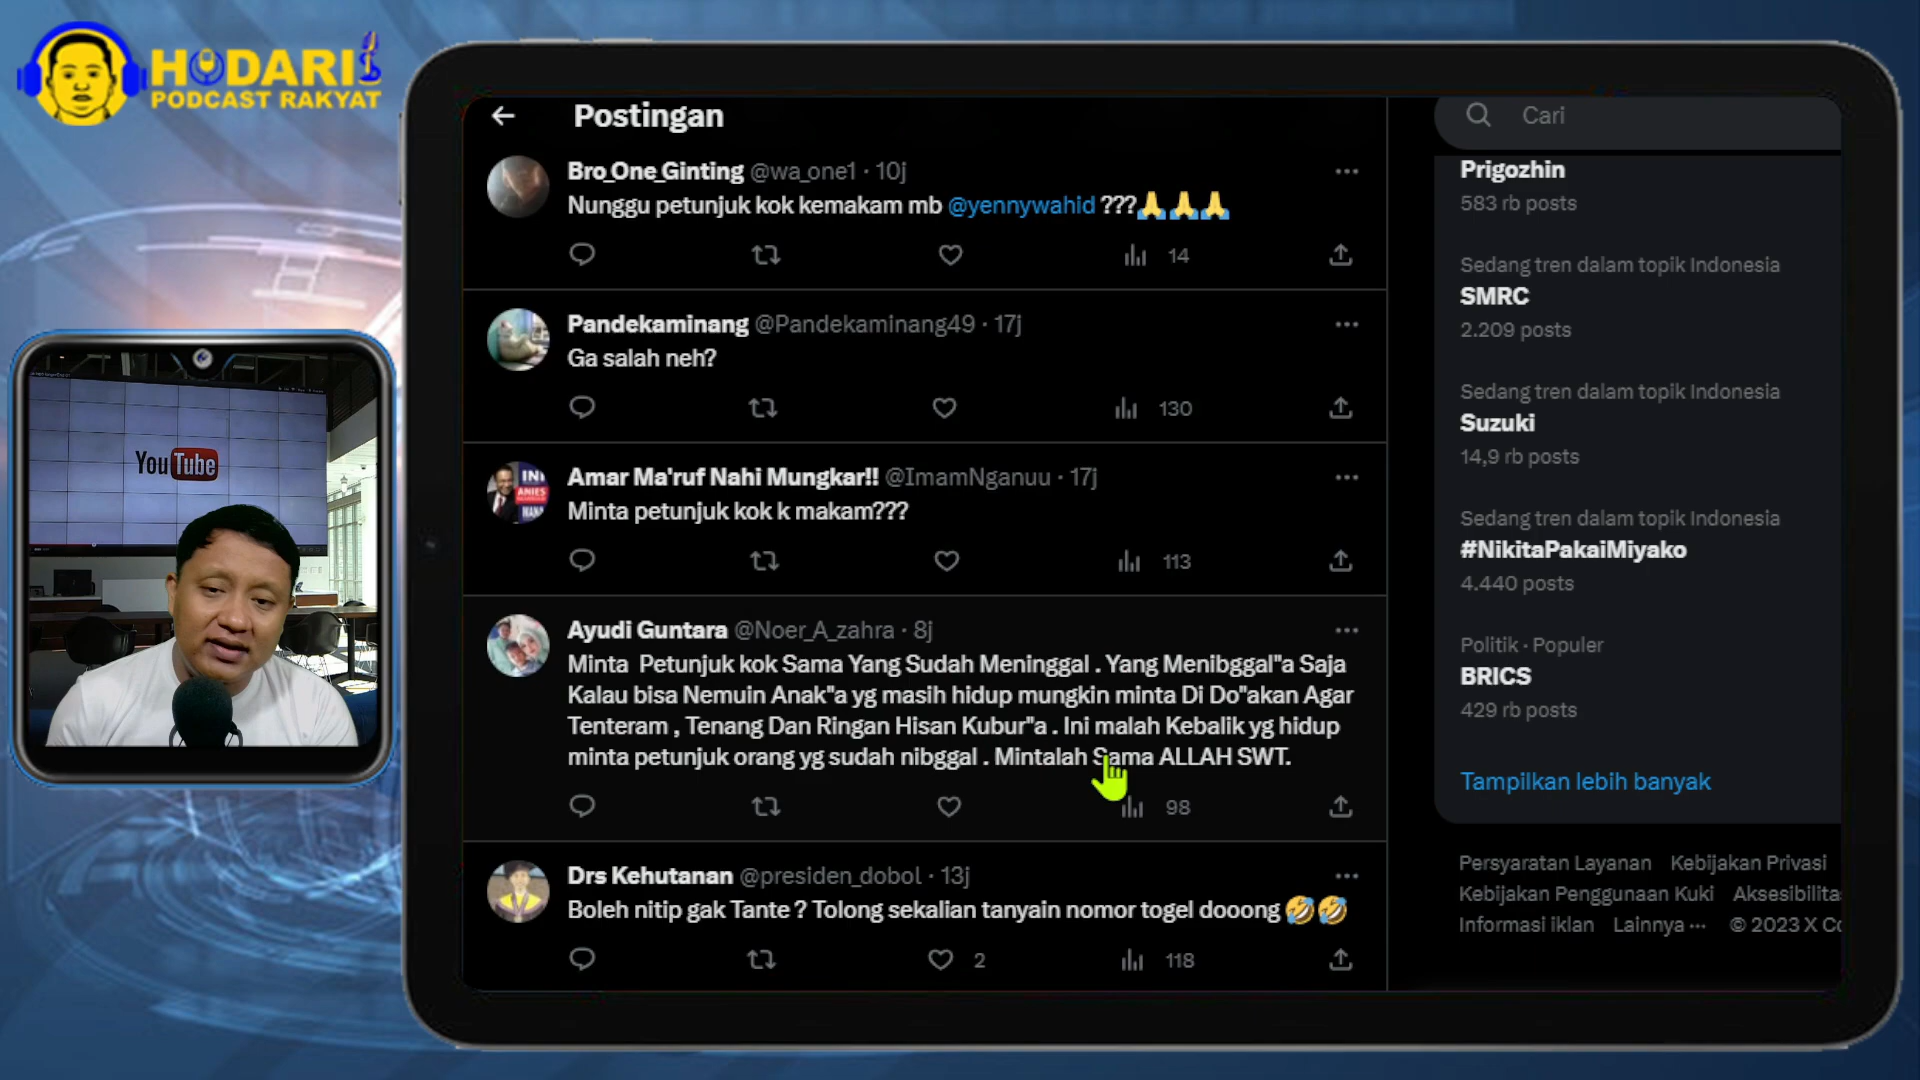 HODARI
PODCAST RAKYAT
YouTube
Postingan
Bro_One_Ginting @wa_one1 · 10j
Nunggu petunjuk kok kemakam mb @yennywahid ???🙏🙏🙏
14
Pandekaminang @Pandekaminang49 · 17j
Ga salah neh?
130
Amar Ma'ruf Nahi Mungkar!! @ImamNganuu · 17j
Minta petunjuk kok k makam???
113
Ayudi Guntara @Noer_A_zahra · 8j
Minta  Petunjuk kok Sama Yang Sudah Meninggal . Yang Menibggal"a Saja
Kalau bisa Nemuin Anak"a yg masih hidup mungkin minta Di Do"akan Agar
Tenteram , Tenang Dan Ringan Hisan Kubur"a . Ini malah Kebalik yg hidup
minta petunjuk orang yg sudah nibggal . Mintalah Sama ALLAH SWT.
98
Drs Kehutanan @presiden_dobol · 13j
Boleh nitip gak Tante ? Tolong sekalian tanyain nomor togel dooong 🤣🤣
2
118
Cari
Prigozhin
583 rb posts
Sedang tren dalam topik Indonesia
SMRC
2.209 posts
Sedang tren dalam topik Indonesia
Suzuki
14,9 rb posts
Sedang tren dalam topik Indonesia
#NikitaPakaiMiyako
4.440 posts
Politik · Populer
BRICS
429 rb posts
Tampilkan lebih banyak
Persyaratan Layanan Kebijakan Privasi
Kebijakan Penggunaan Kuki
Informasi iklan Lainnya ··· © 2023 X